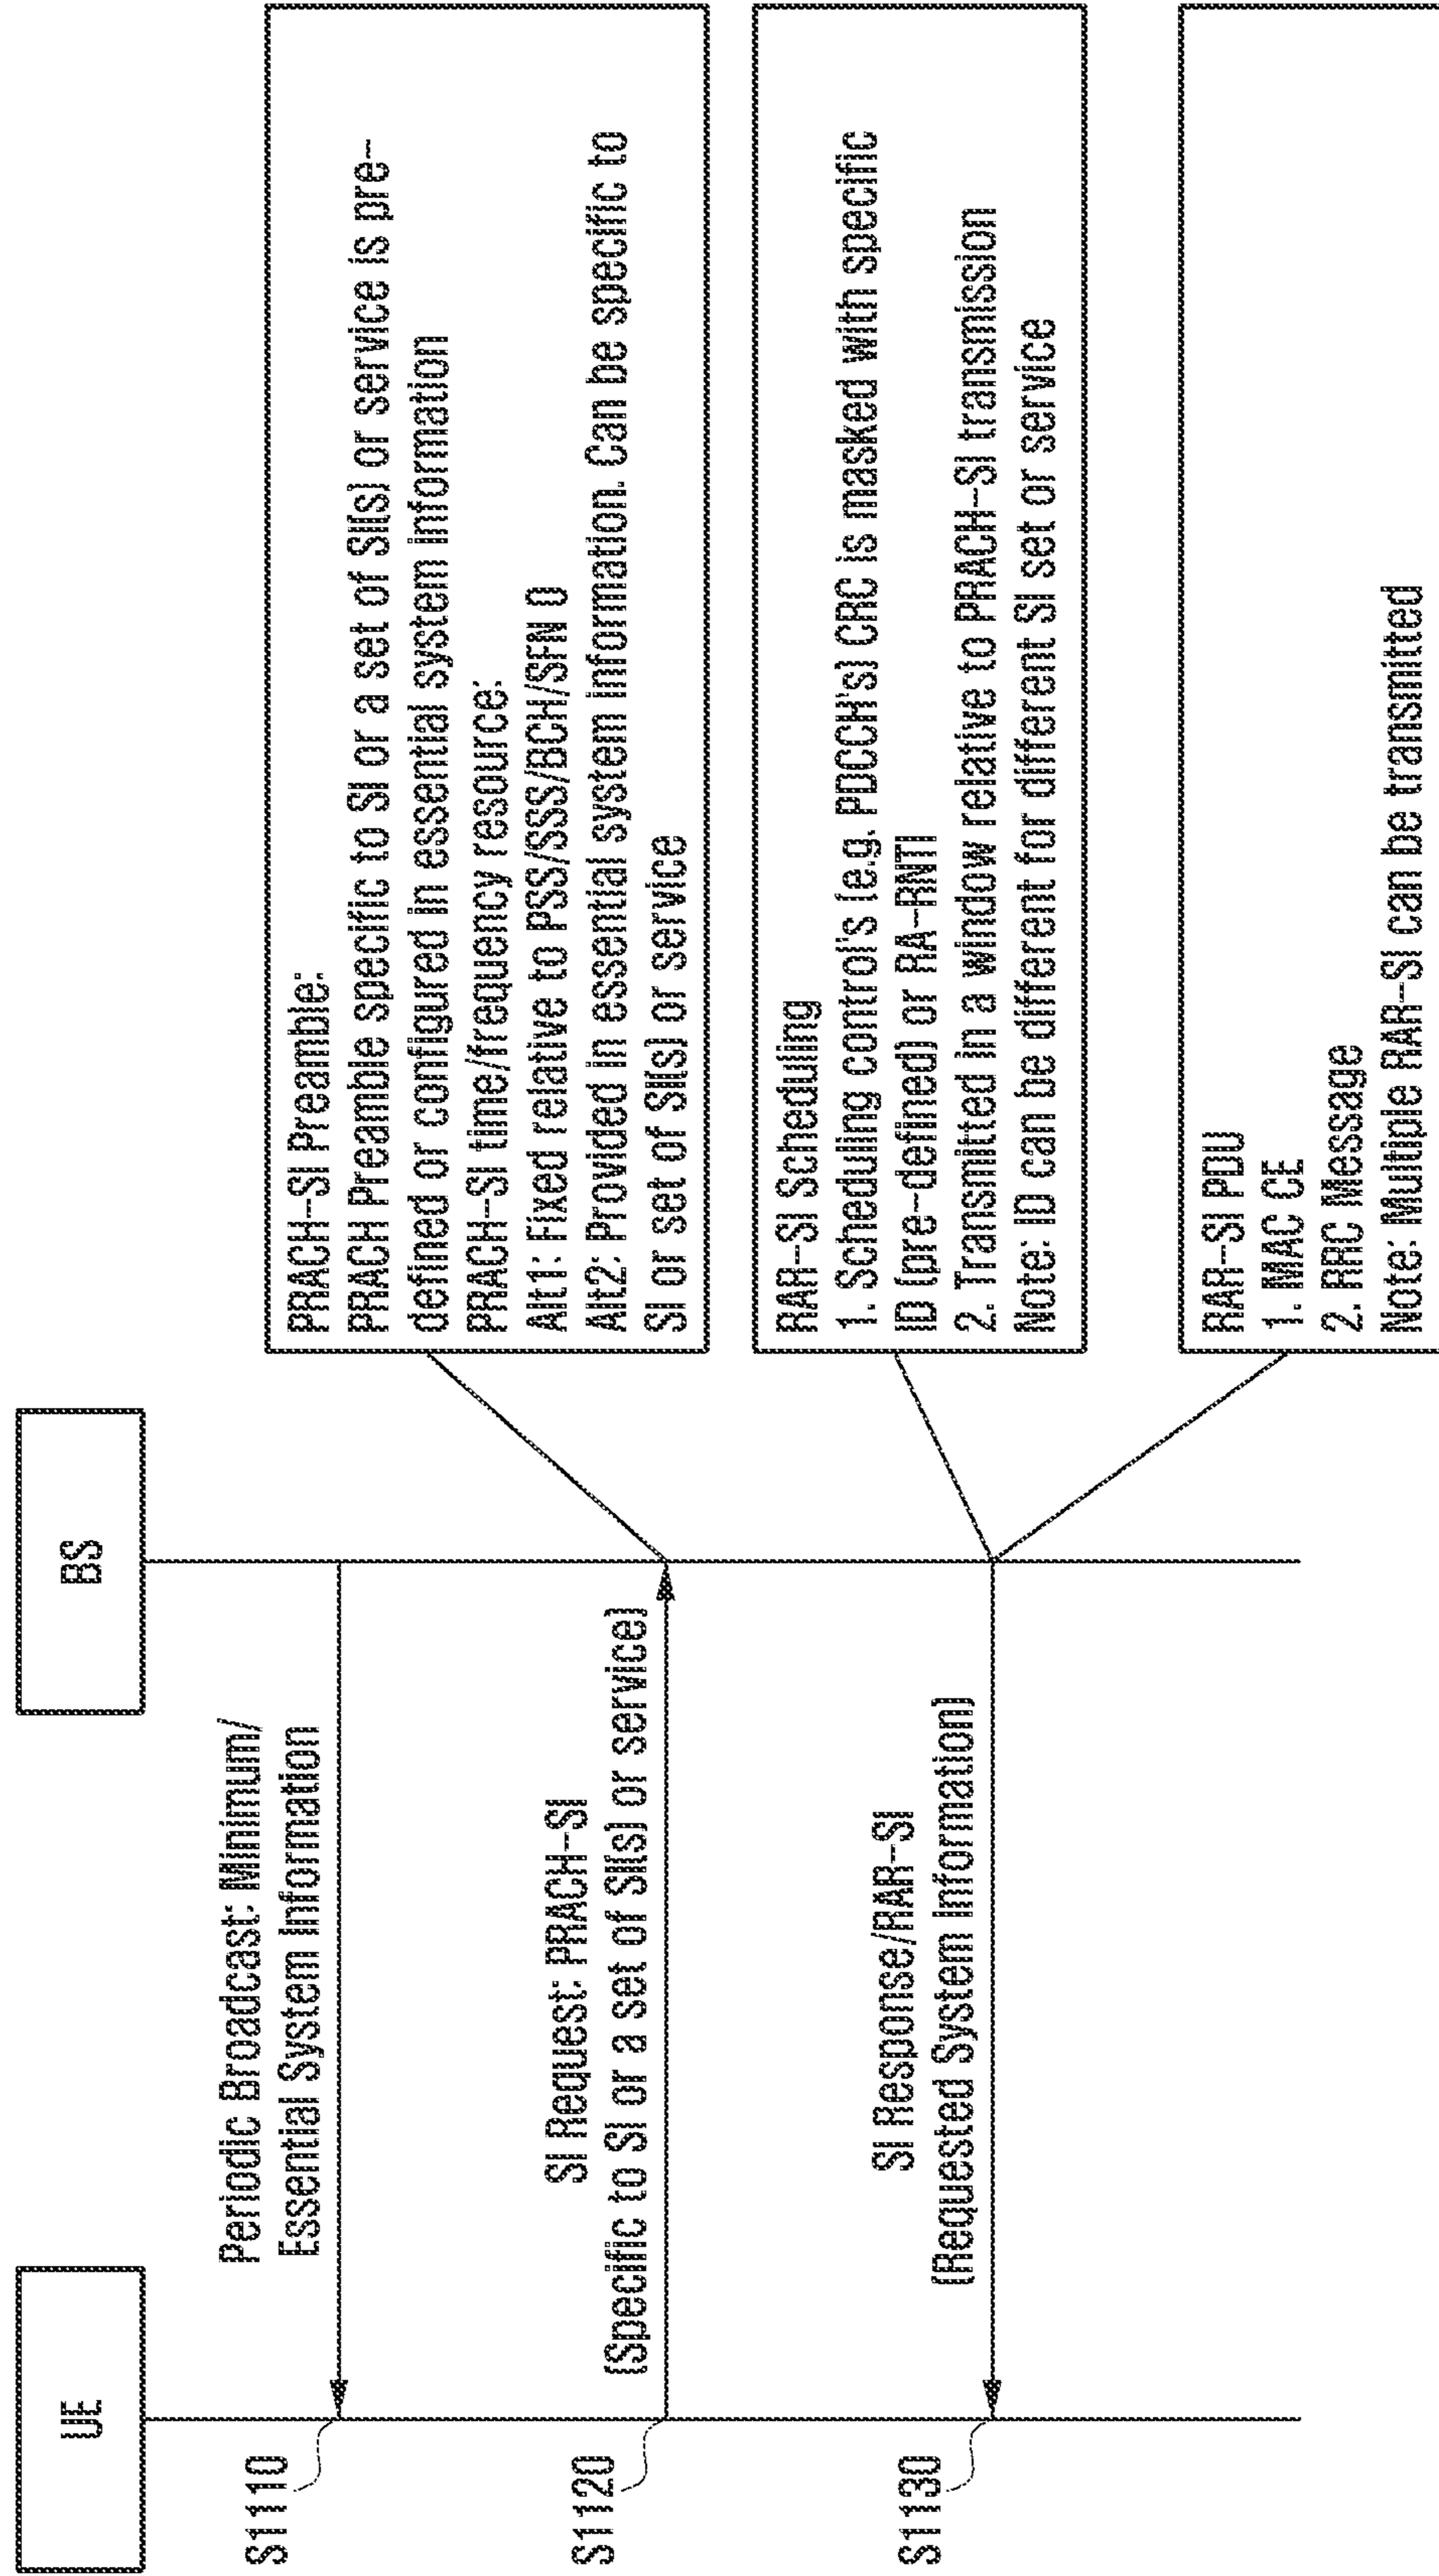 UE
BS
S1110
Periodic Broadcast: Minimum/
Essential System Information
S1120
SI Request: PRACH-SI
(Specific to SI or a set of SI(s) or service)
S1130
SI Response/RAR-SI
(Requested System Information)
PRACH-SI Preamble:
PRACH Preamble specific to SI or a set of SI(s) or service is pre-
defined or configured in essential system information
PRACH-SI time/frequency resource:
Alt1: Fixed relative to PSS/SSS/BCH/SFN 0
Alt2: Provided in essential system information. Can be specific to
SI or set of SI(s) or service
RAR-SI Scheduling
1. Scheduling control's (e.g. PDCCH's) CRC is masked with specific
ID (pre-defined) or RA-RNTI
2. Transmitted in a window relative to PRACH-SI transmission
Note: ID can be different for different SI set or service
RAR-SI PDU
1. MAC CE
2. RRC Message
Note: Multiple RAR-SI can be transmitted